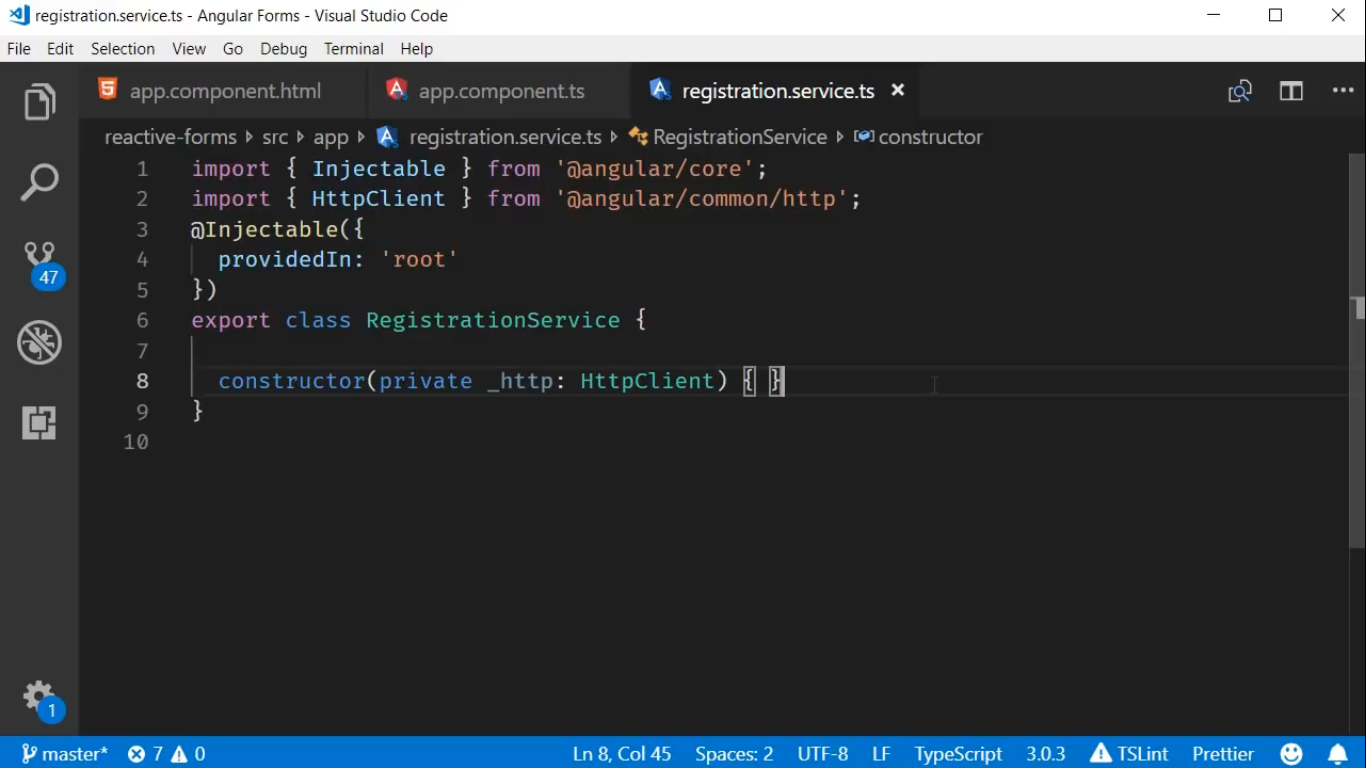 registration.service.ts - Angular Forms - Visual Studio Code
File Edit Selection View Go Debug Terminal Help
app.component.html app.component.ts registration.service.ts
reactive-forms src app registration.service.ts RegistrationService constructor
1 import { Injectable } from '@angular/core';
2 import { HttpClient } from '@angular/common/http';
3 @Injectable({
4 providedIn: 'root'
5 })
6 export class RegistrationService {
7
8 constructor(private _http: HttpClient) { }
9 }
10
47
1
master* 7 0 Ln 8, Col 45 Spaces: 2 UTF-8 LF TypeScript 3.0.3 TSLint Prettier